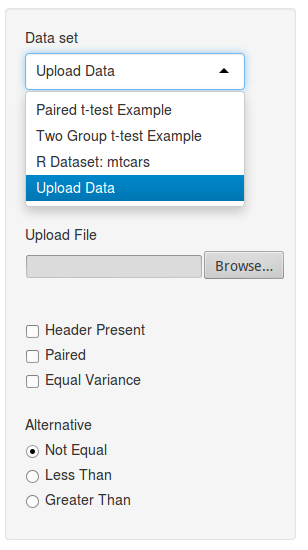 Data set
Upload Data
Paired t-test Example
Two Group t-test Example
R Dataset: mtcars
Upload Data
Upload File
Browse...
Header Present
Paired
Equal Variance
Alternative
Not Equal
Less Than
Greater Than